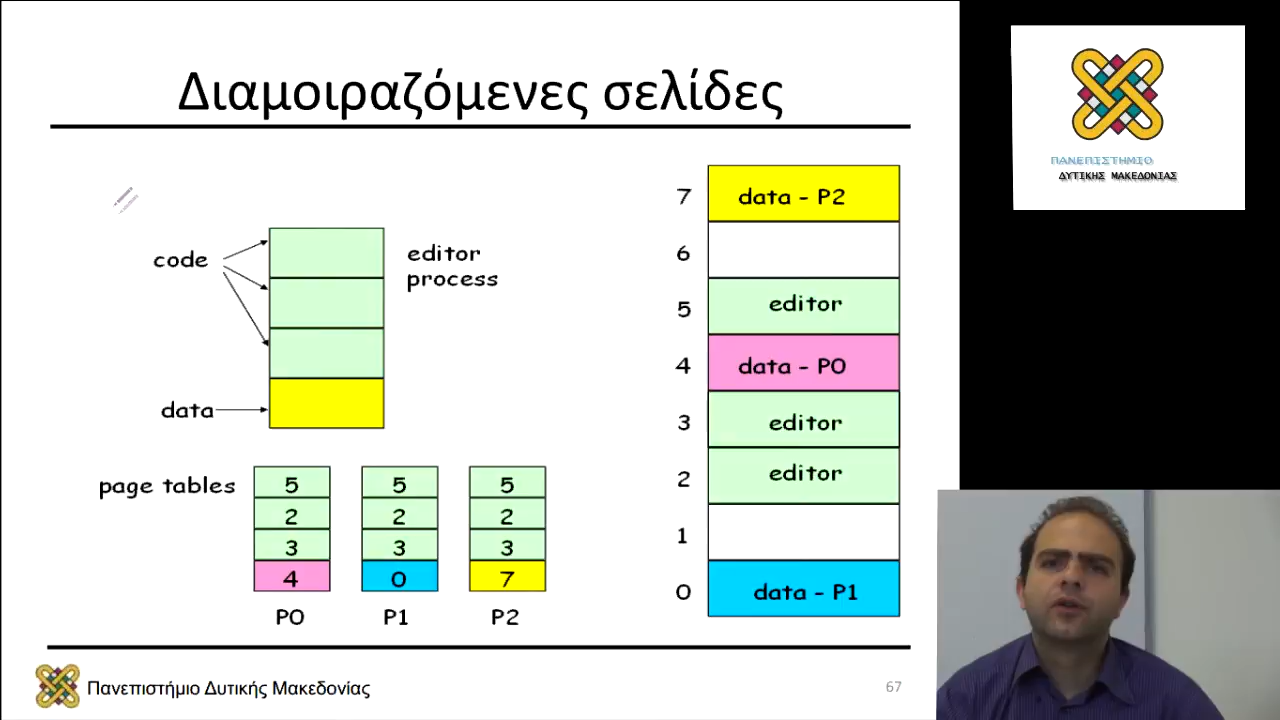 Διαμοιραζόμενες σελίδες
code
editor
process
data
page tables
5 5 5
2 2 2
3 3 3
4 0 7
P0 P1 P2
7 data - P2
6
5 editor
4 data - P0
3 editor
2 editor
1
0 data - P1
Πανεπιστήμιο Δυτικής Μακεδονίας
67
ΠΑΝΕΠΙΣΤΗΜΙΟ
ΔΥΤΙΚΗΣ ΜΑΚΕΔΟΝΙΑΣ